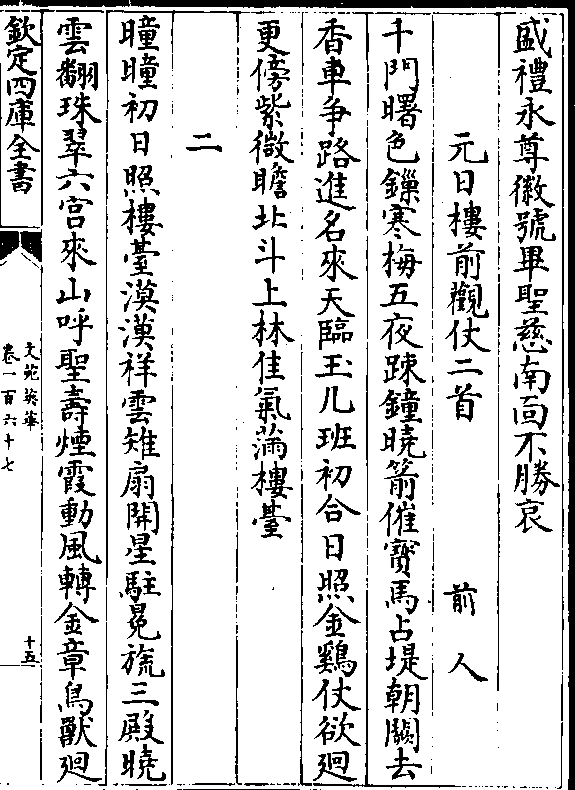 盛禮永尊徽號畢聖慈南面不勝哀
元日樓前觀仗二首　前人
千門曙色鏁寒梅五夜踈鐘曉箭催寳馬占堤朝闕去
香車争路進名來天臨玉几班初合日照金鷄仗欲廻
更傍紫微瞻北斗上林佳氣滿樓臺
二
曈曈初日照樓臺漠漠祥雲雉扇開星駐冕旒三殿曉
雲翻珠翠六宫來山呼聖壽煙霞動風轉金章鳥獸廻
欽定四庫全書
文苑英華
卷一百六十七
十五